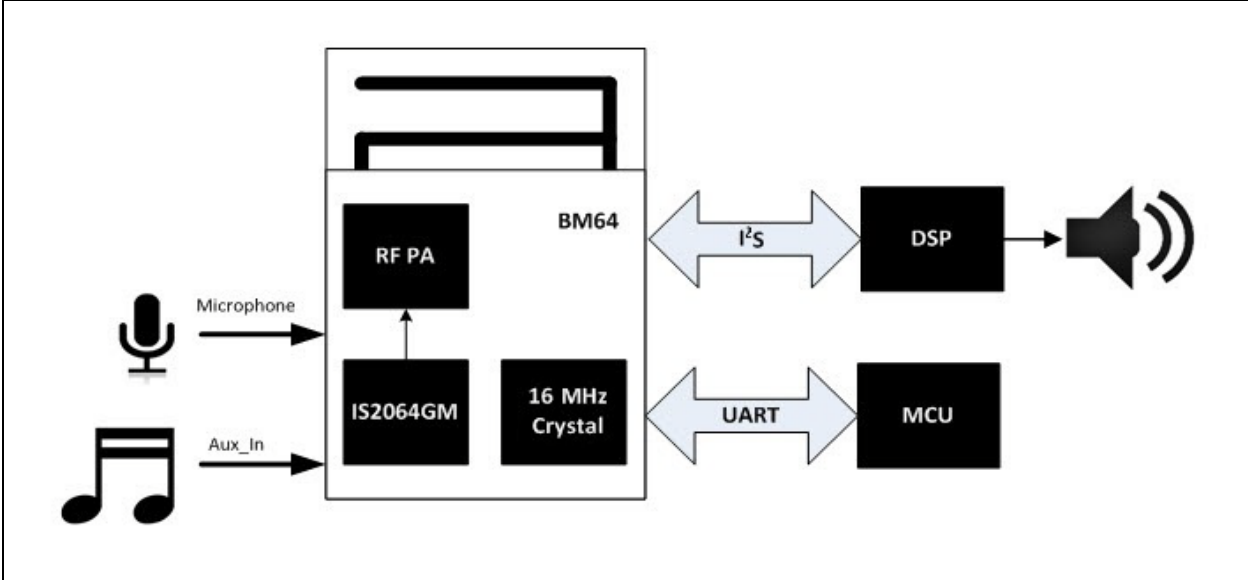 BM64
RF PA
I²S
DSP
Microphone
IS2064GM
16 MHz
Crystal
UART
MCU
Aux_In